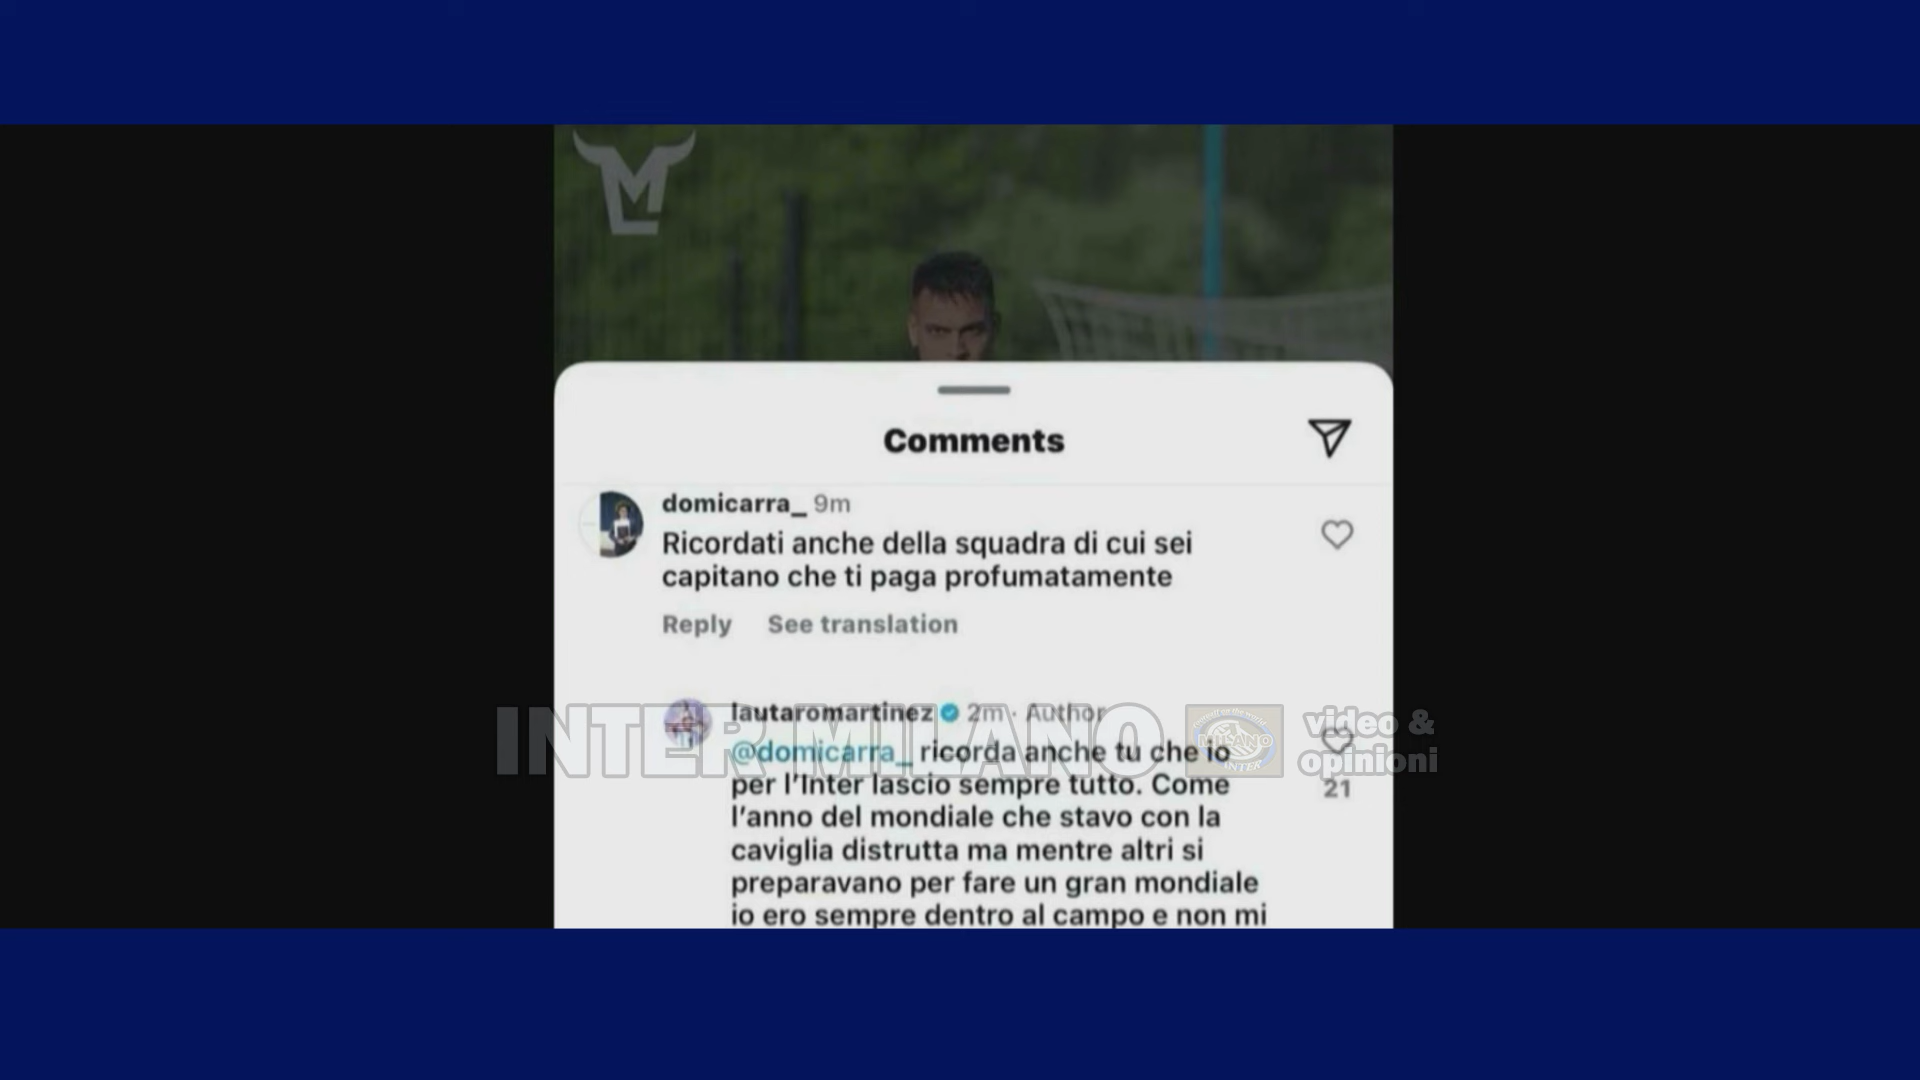 LM
Comments
domicarra_ 9m
Ricordati anche della squadra di cui sei
capitano che ti paga profumatamente
Reply See translation
lautaromartinez 2m · Author
@domicarra_ ricorda anche tu che io
per l’Inter lascio sempre tutto. Come
l’anno del mondiale che stavo con la
caviglia distrutta ma mentre altri si
preparavano per fare un gran mondiale
io ero sempre dentro al campo e non mi
21
INTER MILANO
MILANO
INTER
video &
opinioni